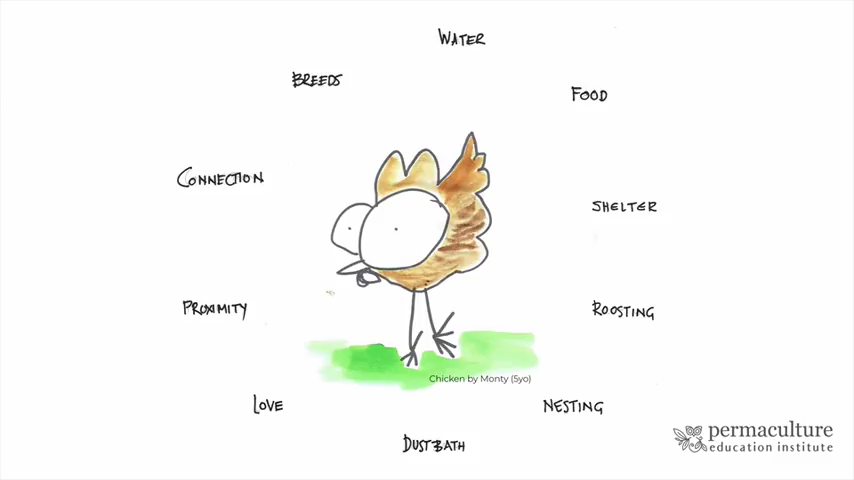 WATER
BREEDS
FOOD
CONNECTION
SHELTER
PROXIMITY
ROOSTING
Chicken by Monty (5yo)
LOVE
NESTING
DUSTBATH
permaculture
education institute